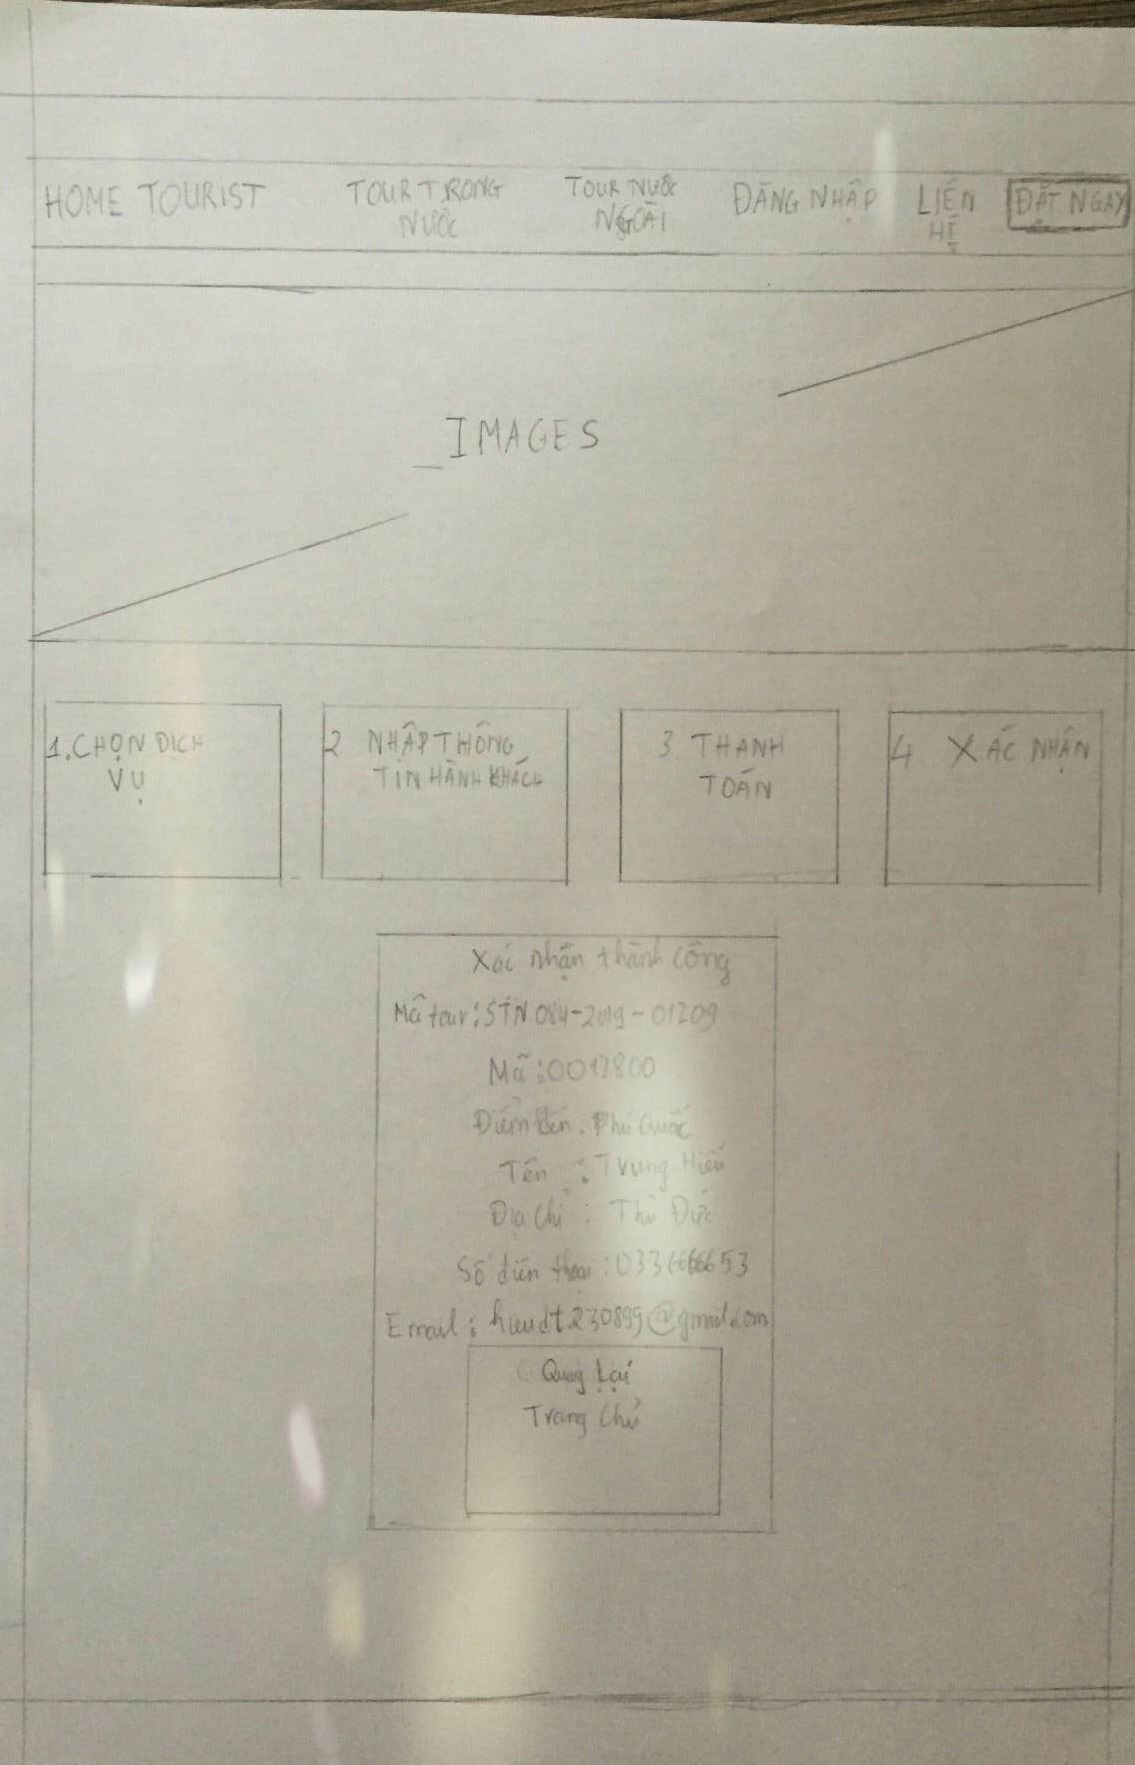 HOME TOURIST
TOUR TRONG
NƯỚC
TOUR NƯỚC
NGOÀI
ĐĂNG NHẬP
LIÊN
HỆ
ĐẶT NGAY
IMAGES
1. CHỌN DỊCH
VỤ
2 NHẬP THÔNG
TIN HÀNH KHÁCH
3. THANH
TOÁN
4 XÁC NHẬN
Xác nhận thành công
Mã tour: STN 084-2019-01209
Mã: 0017800
Điểm đến: Phú Quốc
Tên : Trung Hiếu
Địa chỉ : Thủ Đức
Số điện thoại: 0336666653
Email: hieudt230899@gmail.com
Quay Lại
Trang Chủ